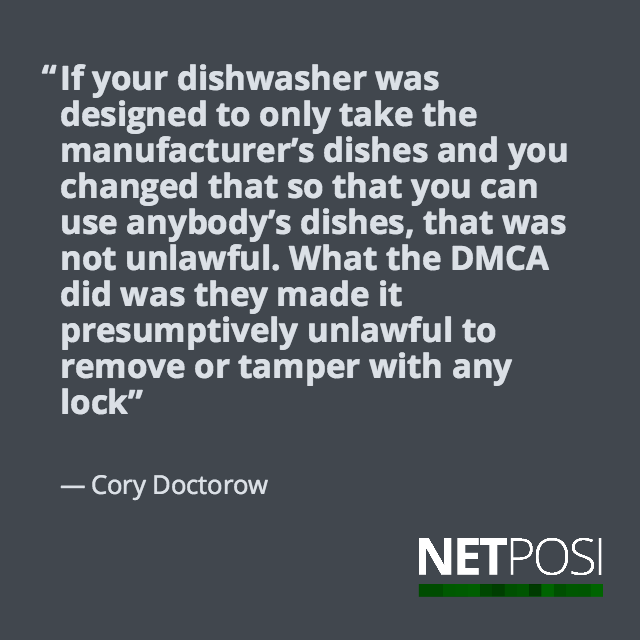 “If your dishwasher was
designed to only take the
manufacturer’s dishes and you
changed that so that you can
use anybody’s dishes, that was
not unlawful. What the DMCA
did was they made it
presumptively unlawful to
remove or tamper with any
lock”
— Cory Doctorow
NETPOSI